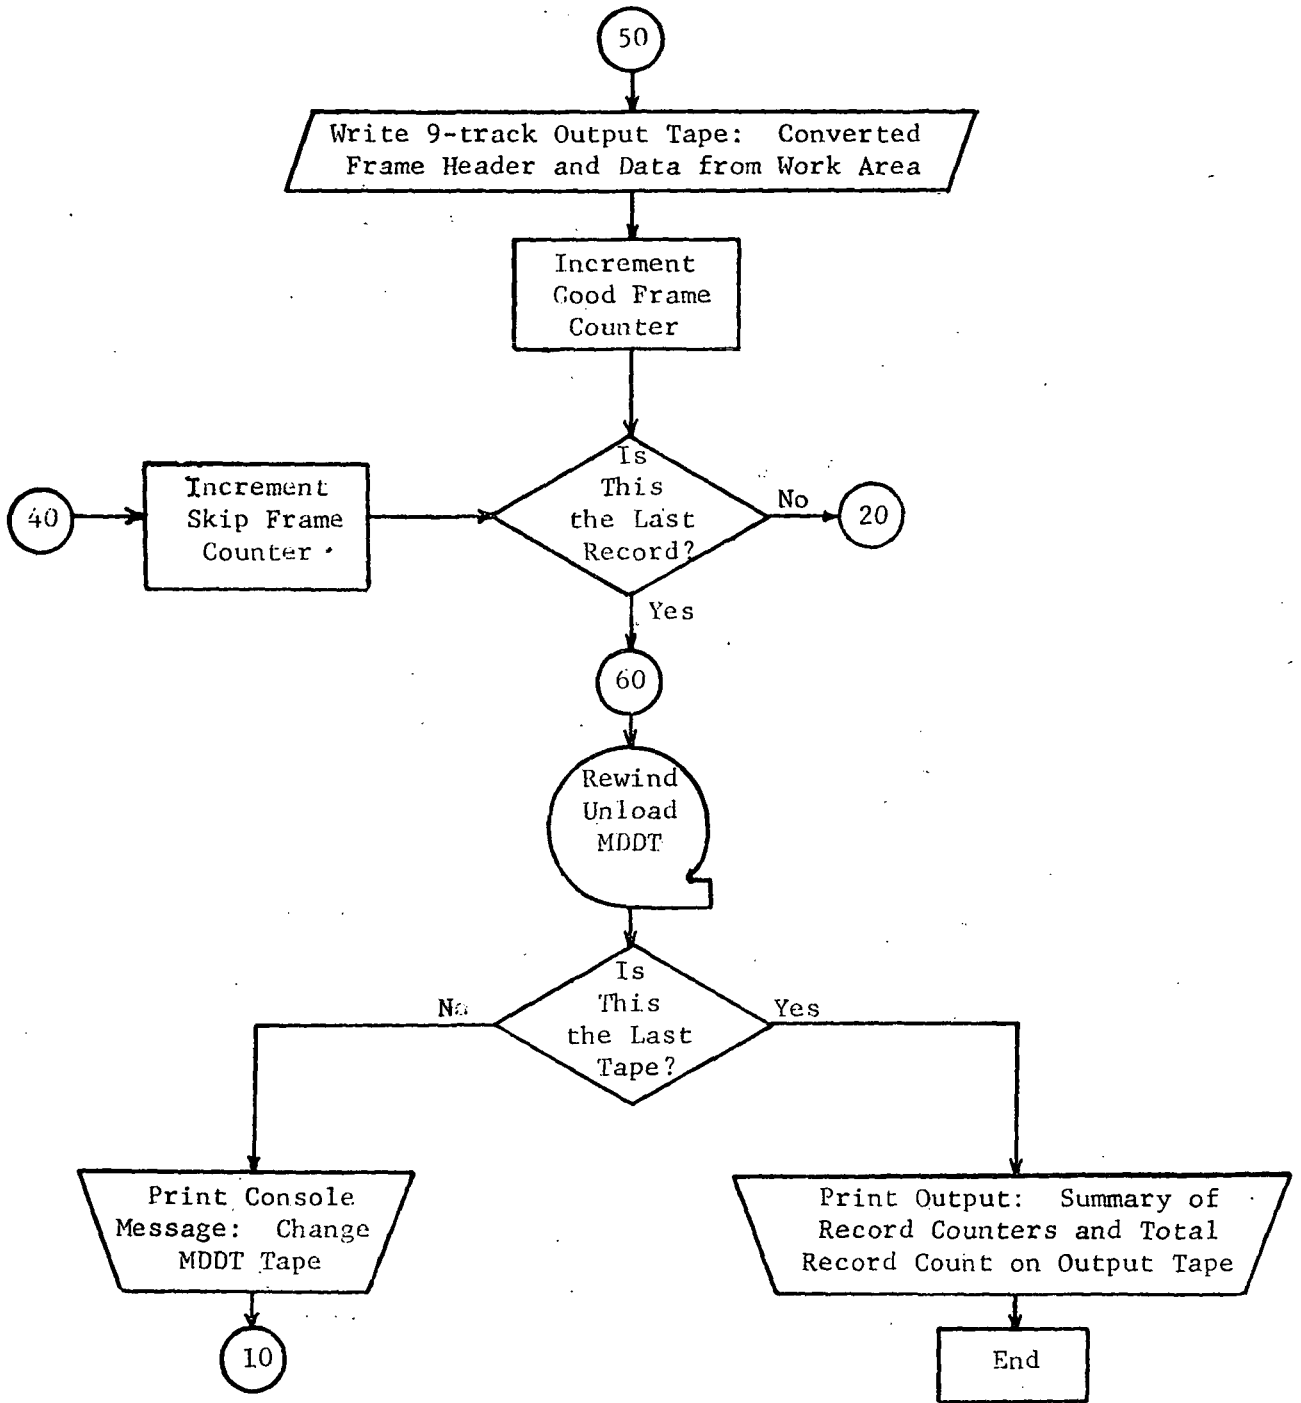 50
Write 9-track Output Tape: Converted
Frame Header and Data from Work Area
Increment
Good Frame
Counter
40
Increment
Skip Frame
Counter
Is
This
the Last
Record?
No
20
Yes
60
Rewind
Unload
MDDT
Is
This
the Last
Tape?
No
Yes
Print Console
Message: Change
MDDT Tape
Print Output: Summary of
Record Counters and Total
Record Count on Output Tape
10
End